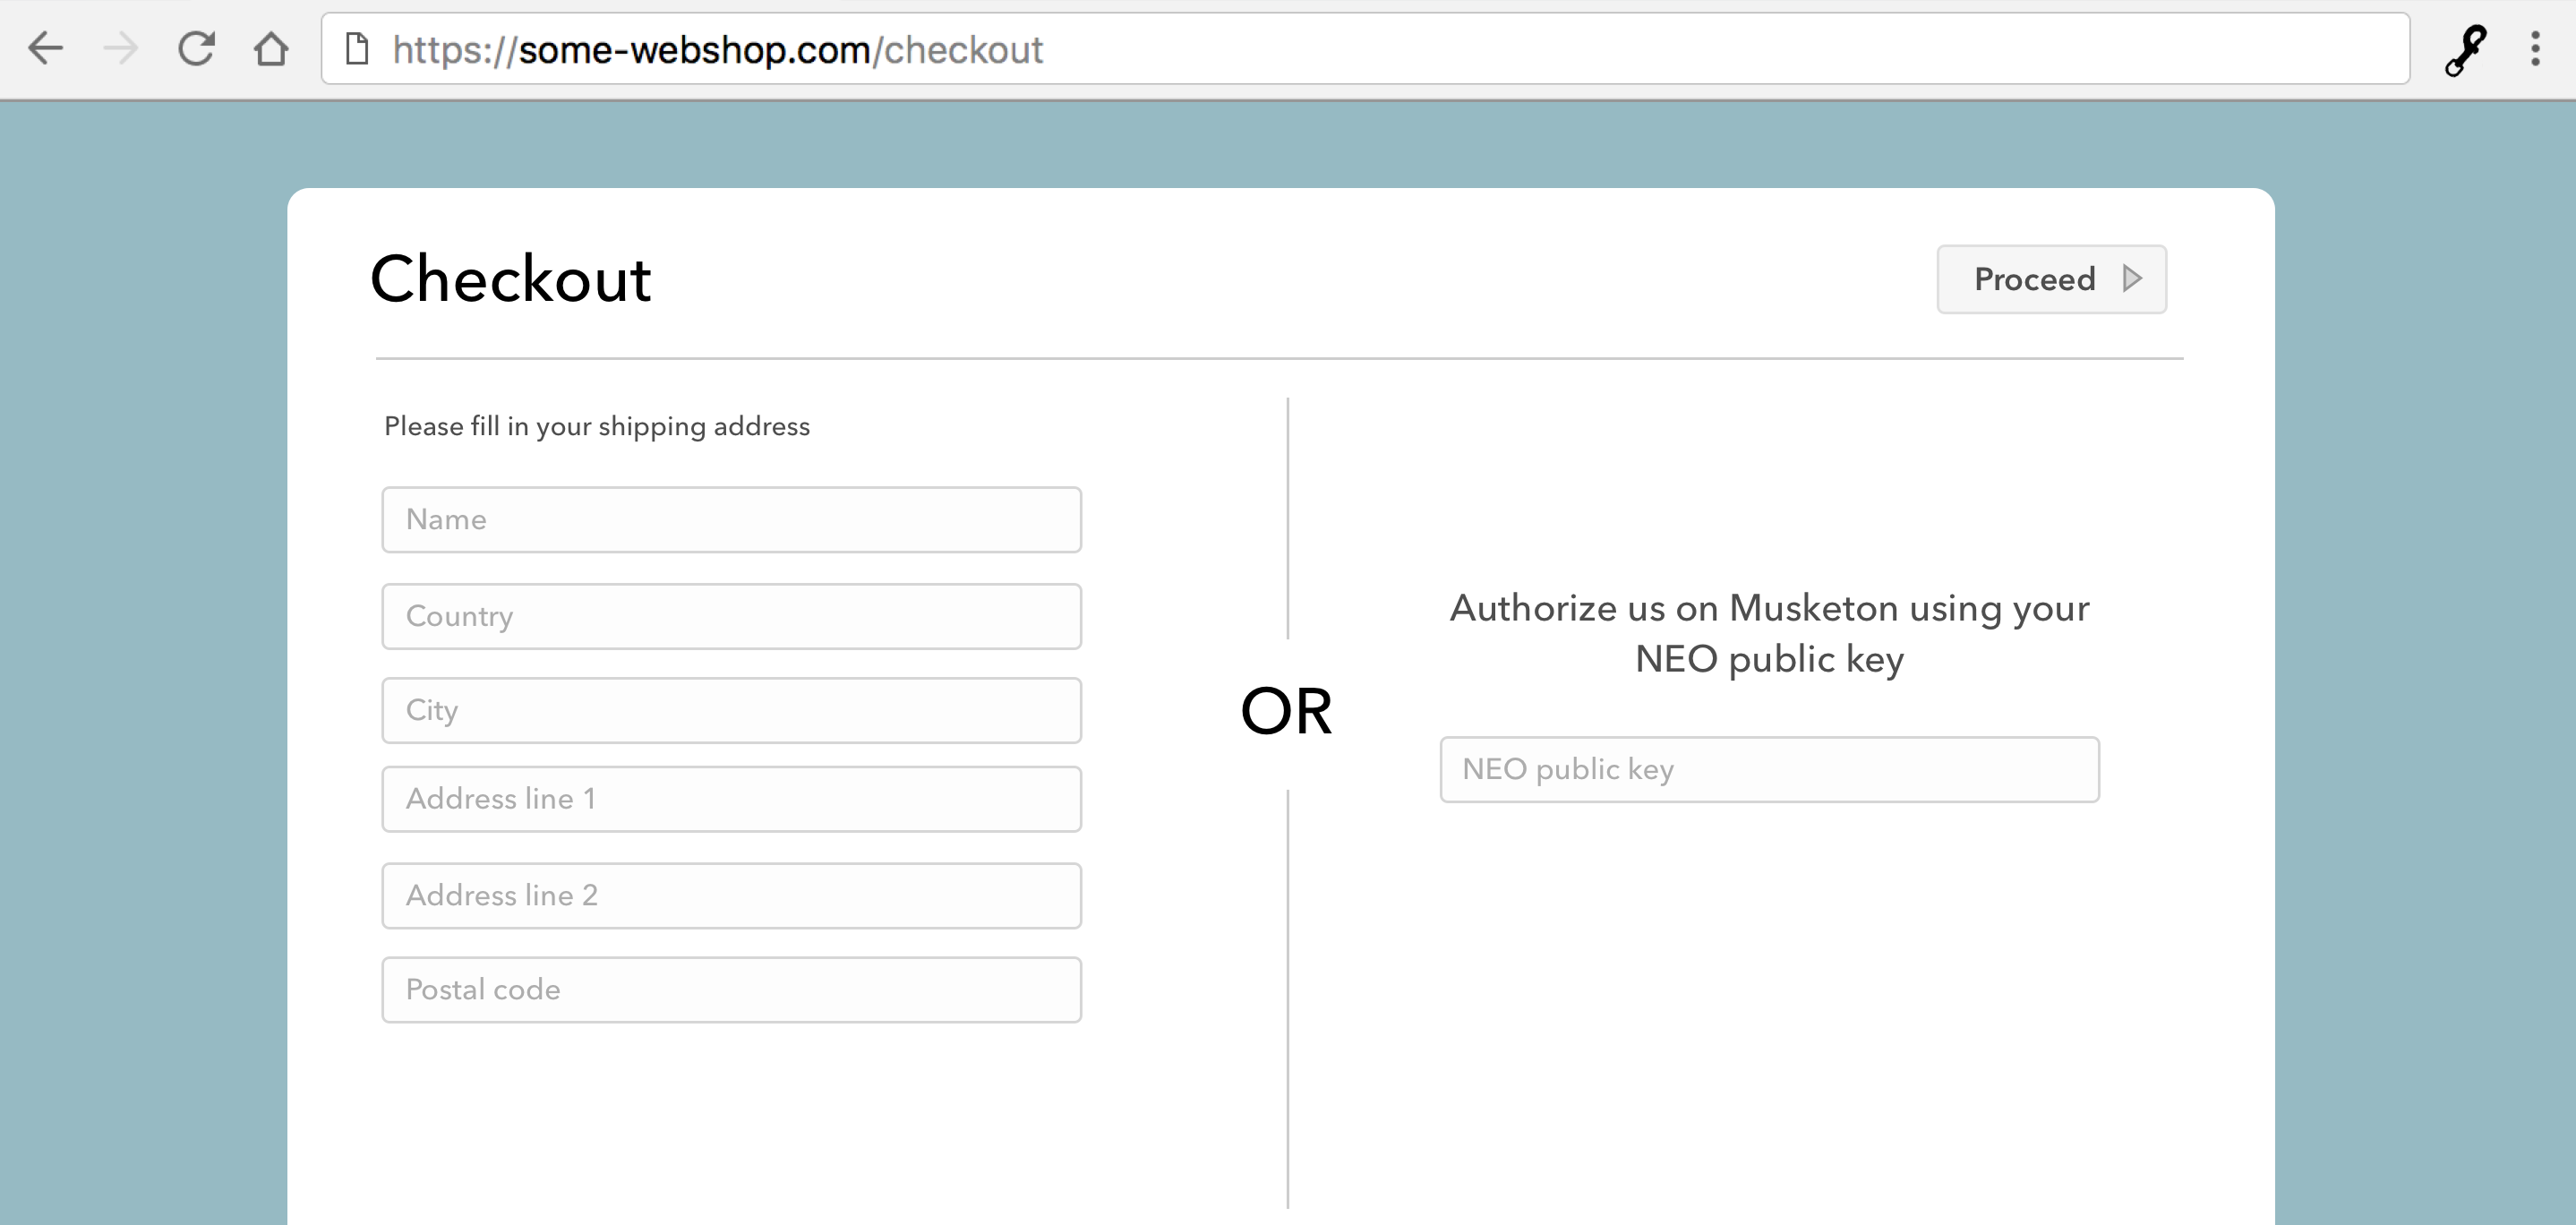 https://some-webshop.com/checkout
Checkout
Proceed
Please fill in your shipping address
Name
Country
City
Address line 1
Address line 2
Postal code
OR
Authorize us on Musketon using your
NEO public key
NEO public key